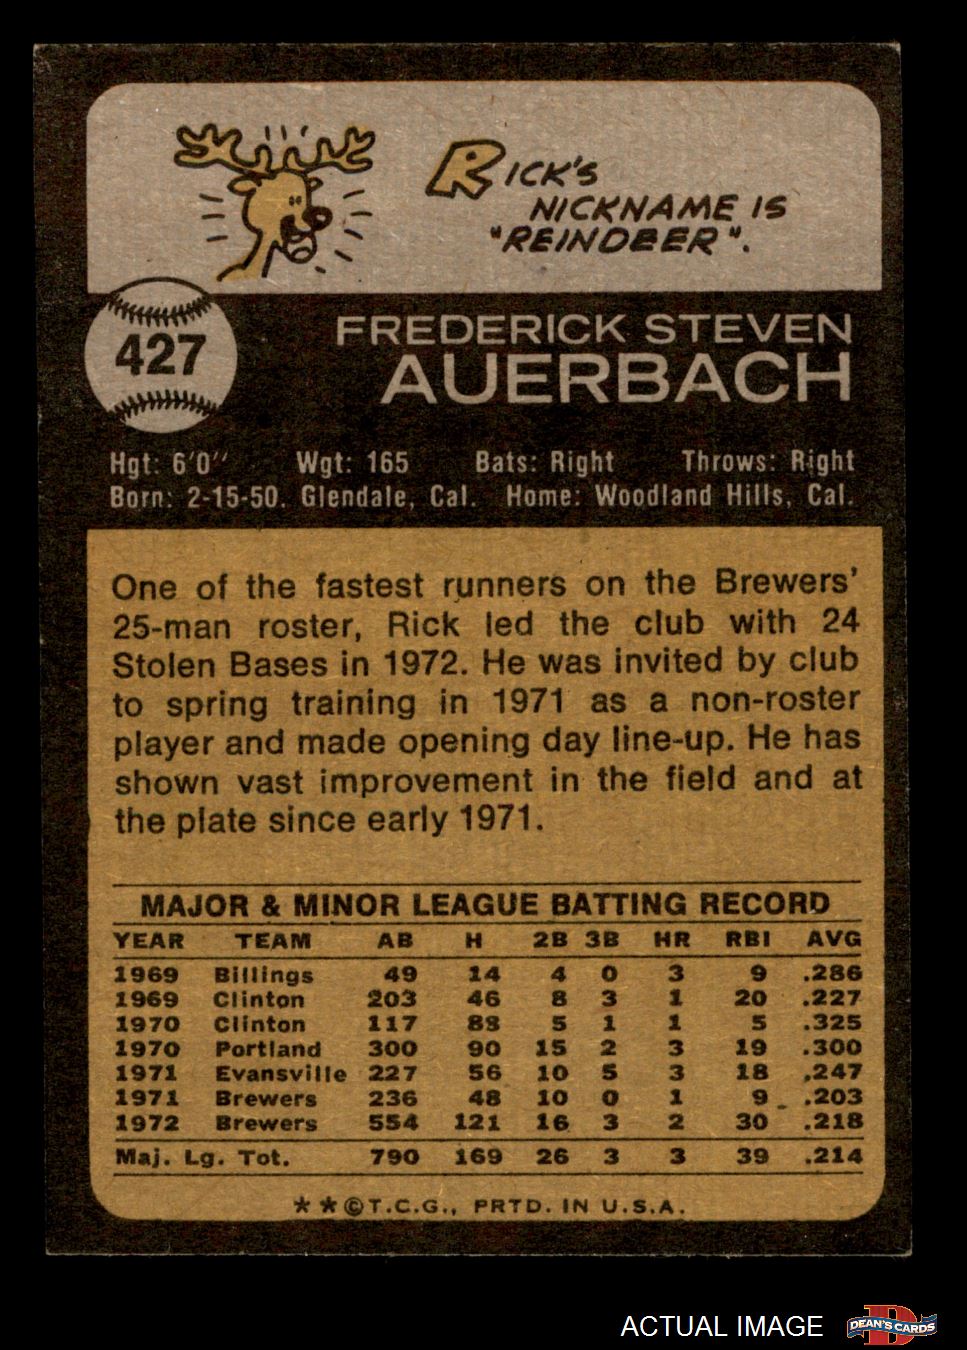 RICK'S
NICKNAME IS
"REINDEER".
427
FREDERICK STEVEN
AUERBACH
Hgt: 6'0" Wgt: 165 Bats: Right Throws: Right
Born: 2-15-50. Glendale, Cal. Home: Woodland Hills, Cal.
One of the fastest runners on the Brewers'
25-man roster, Rick led the club with 24
Stolen Bases in 1972. He was invited by club
to spring training in 1971 as a non-roster
player and made opening day line-up. He has
shown vast improvement in the field and at
the plate since early 1971.
MAJOR & MINOR LEAGUE BATTING RECORD
YEAR TEAM AB H 2B 3B HR RBI AVG
1969 Billings 49 14 4 0 3 9 .286
1969 Clinton 203 46 8 3 1 20 .227
1970 Clinton 117 38 5 1 1 5 .325
1970 Portland 300 90 15 2 3 19 .300
1971 Evansville 227 56 10 5 3 18 .247
1971 Brewers 236 48 10 0 1 9 .203
1972 Brewers 554 121 16 3 2 30 .218
Maj. Lg. Tot. 790 169 26 3 3 39 .214
**©T.C.G., PRTD. IN U.S.A.
ACTUAL IMAGE
DEAN'S CARDS